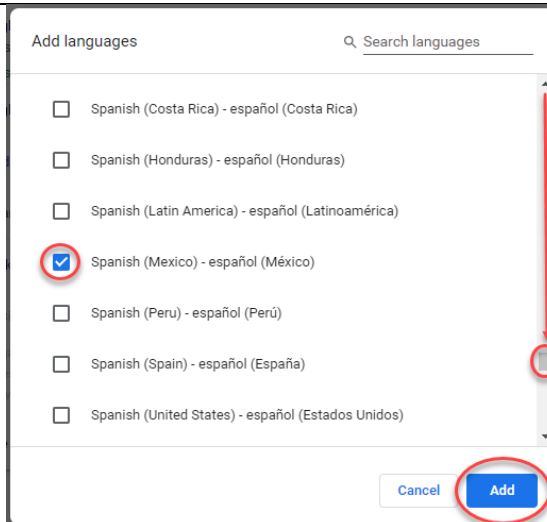 Add languages
Search languages
Spanish (Costa Rica) - español (Costa Rica)
Spanish (Honduras) - español (Honduras)
Spanish (Latin America) - español (Latinoamérica)
Spanish (Mexico) - español (México)
Spanish (Peru) - español (Perú)
Spanish (Spain) - español (España)
Spanish (United States) - español (Estados Unidos)
Cancel Add